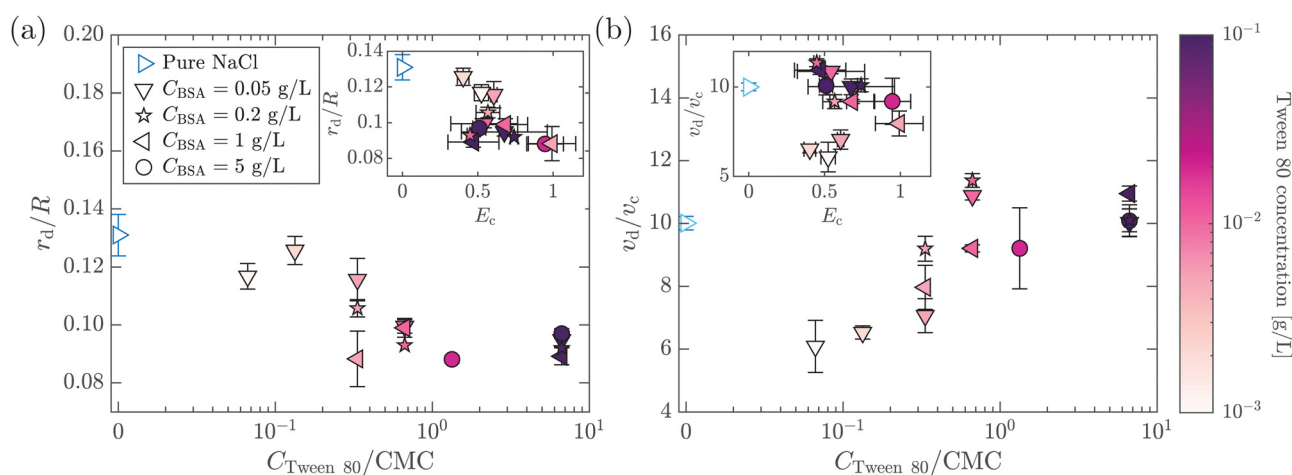 (a)
0.20
0.18
0.16
0.14
0.12
0.10
0.08
r_d/R
Pure NaCl
C_BSA = 0.05 g/L
C_BSA = 0.2 g/L
C_BSA = 1 g/L
C_BSA = 5 g/L
0.14
0.12
0.1
0.08
r_d/R
0 0.5 1
E_c
0 10^−1 10^0 10^1
C_Tween 80/CMC
(b)
16
14
12
10
8
6
4
v_d/v_c
10
5
v_d/v_c
0 0.5 1
E_c
0 10^−1 10^0 10^1
C_Tween 80/CMC
10^−1
10^−2
10^−3
Tween 80 concentration [g/L]